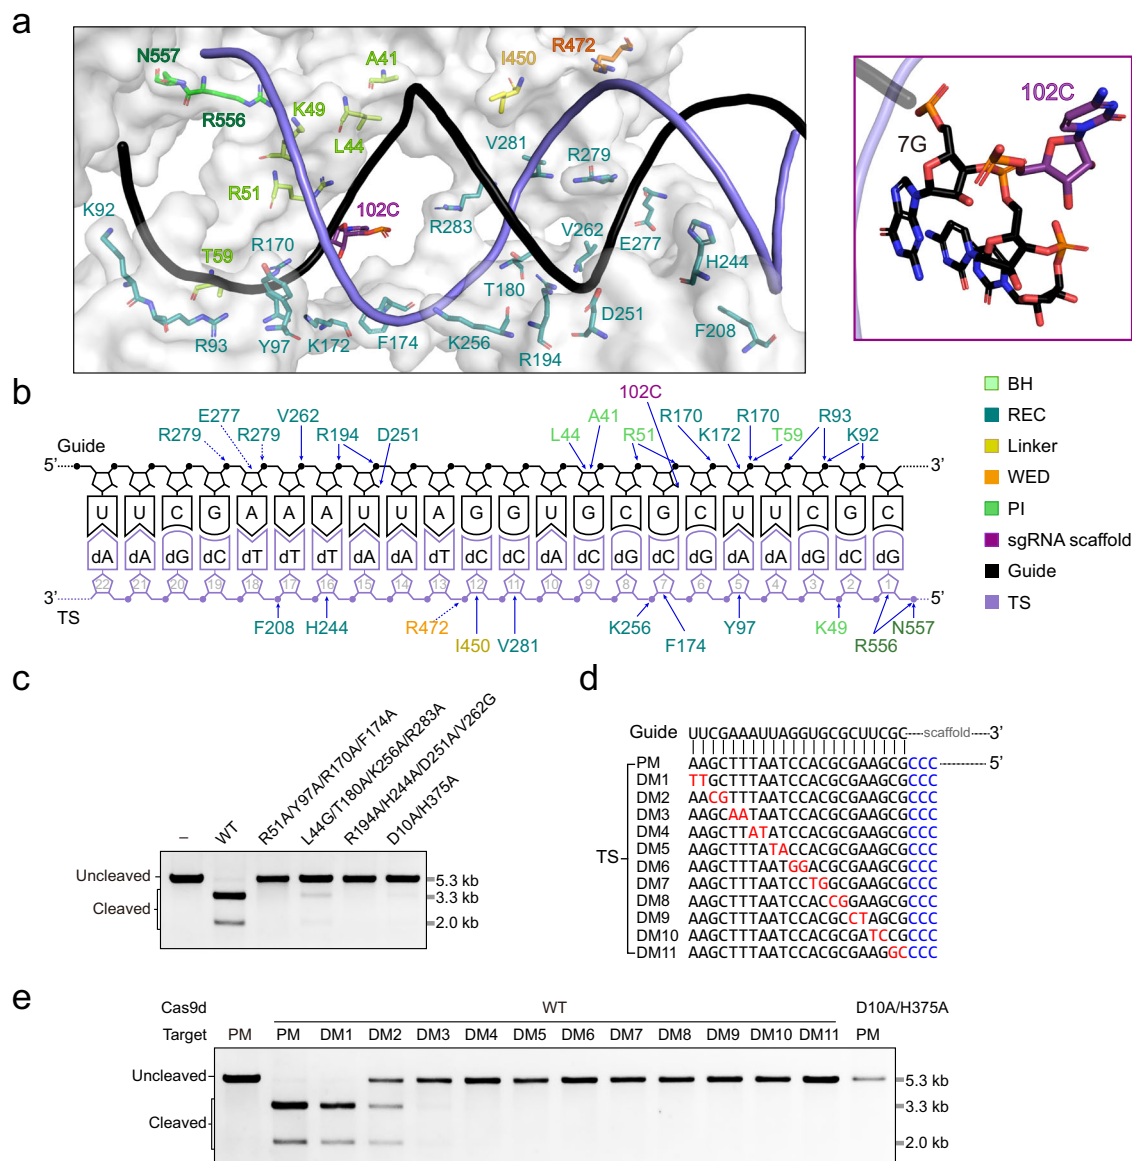 a
N557
R556
K49
A41
L44
I450
R472
V281
R279
R51
K92
102C
R283
V262
E277
H244
T59
R170
T180
D251
F208
R93
Y97
K172
F174
K256
R194
102C
7G
b
102C
E277 V262 A41 R170 R170 R93
R279 R279 R194 D251 L44 R51 K172 T59 K92
Guide
5' 3'
U U C G A A A U U A G G U G C G C U U C G C
dA dA dG dC dT dT dT dA dA dT dC dC dA dC dG dC dG dA dA dG dC dG
22 21 20 19 18 17 16 15 14 13 12 11 10 9 8 7 6 5 4 3 2 1
3' 5'
TS
F208 H244 R472 K256 Y97 K49 N557
I450 V281 F174 R556
BH
REC
Linker
WED
PI
sgRNA scaffold
Guide
TS
c
– WT R51A/Y97A/R170A/F174A L44G/T180A/K256A/R283A R194A/H244A/D251A/V262G D10A/H375A
Uncleaved 5.3 kb
Cleaved 3.3 kb
2.0 kb
d
Guide UUCGAAAUUAGGUGCGCUUCGC scaffold 3'
PM AAGCTTTAATCCACGCGAAGCGCCC 5'
DM1 TTGCTTTAATCCACGCGAAGCGCCC
DM2 AACGTTTAATCCACGCGAAGCGCCC
DM3 AAGCAATAATCCACGCGAAGCGCCC
DM4 AAGCTTATATCCACGCGAAGCGCCC
DM5 AAGCTTTATACCACGCGAAGCGCCC
DM6 AAGCTTTAATGGACGCGAAGCGCCC
DM7 AAGCTTTAATCCTGGCGAAGCGCCC
DM8 AAGCTTTAATCCACCGGAAGCGCCC
DM9 AAGCTTTAATCCACGCCTAGCGCCC
DM10 AAGCTTTAATCCACGCGATCCGCCC
DM11 AAGCTTTAATCCACGCGAAGGCCCC
TS
e
Cas9d WT D10A/H375A
Target PM PM DM1 DM2 DM3 DM4 DM5 DM6 DM7 DM8 DM9 DM10 DM11 PM
Uncleaved 5.3 kb
Cleaved 3.3 kb
2.0 kb